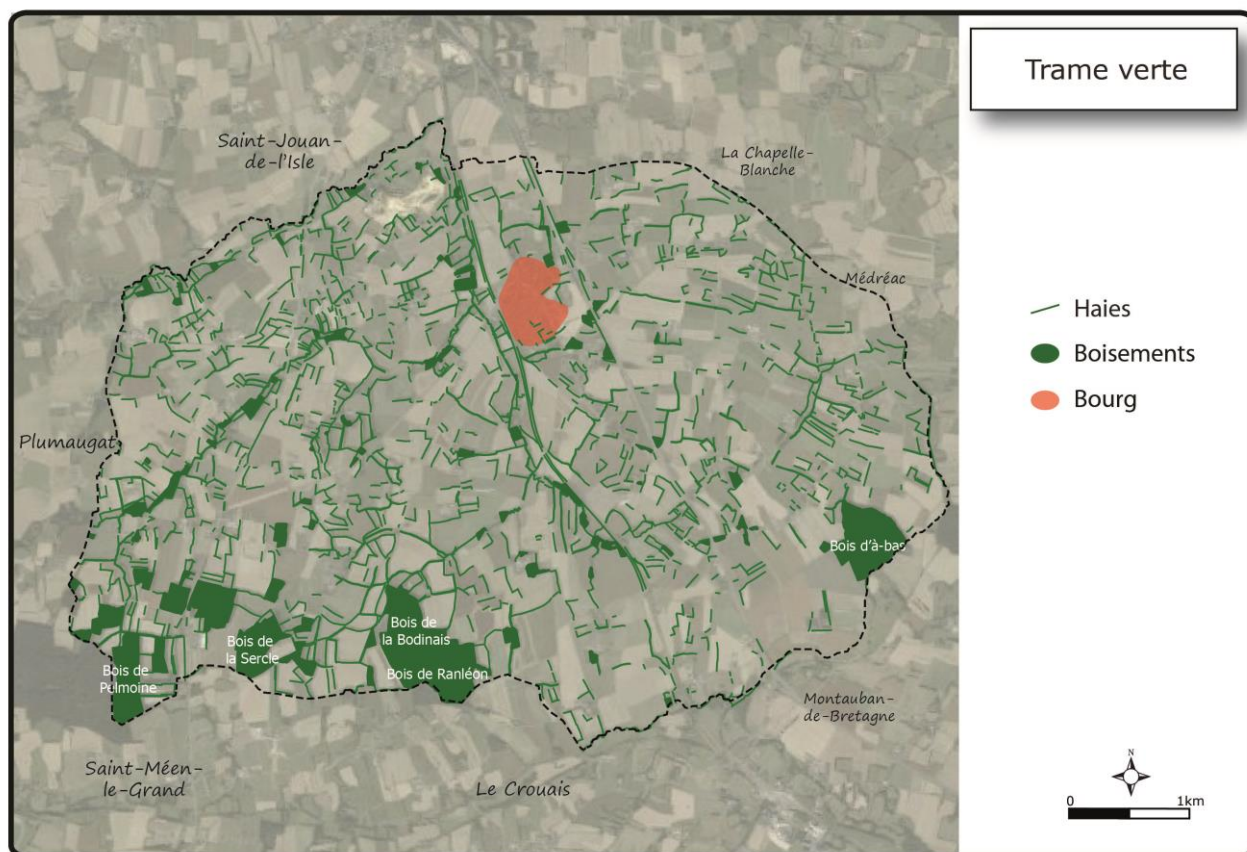 Trame verte
Saint-Jouan-
de-l'Isle
La Chapelle-
Blanche
Médréac
Haies
Boisements
Bourg
Plumaugat
Bois d'à-bas
Bois de
la Bodinais
Bois de
la Sercle
Bois de
Pelmoine
Bois de Ranléon
Montauban-
de-Bretagne
Saint-Méen-
le-Grand
Le Crouais
N
0 1km